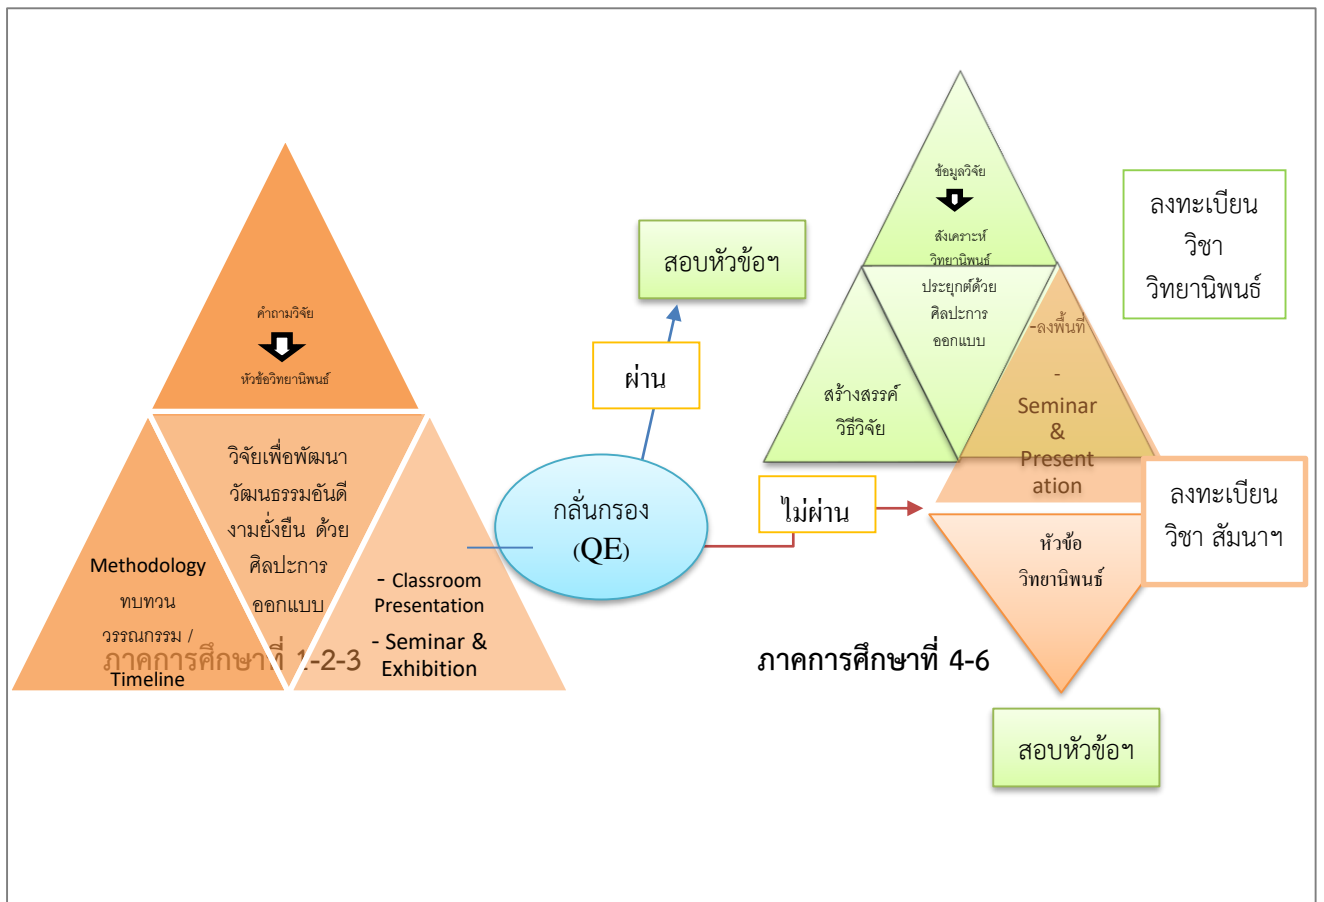 คำถามวิจัย
หัวข้อวิทยานิพนธ์
วิจัยเพื่อพัฒนา
วัฒนธรรมอันดี
งามยั่งยืน ด้วย
ศิลปะการ
ออกแบบ
Methodology
ทบทวน
วรรณกรรม /
Timeline
- Classroom
Presentation
- Seminar &
Exhibition
ภาคการศึกษาที่ 1-2-3
กลั่นกรอง
(QE)
ผ่าน
สอบหัวข้อฯ
ไม่ผ่าน
ข้อมูลวิจัย
สังเคราะห์
วิทยานิพนธ์
ประยุกต์ด้วย
ศิลปะการ
ออกแบบ
สร้างสรรค์
วิธีวิจัย
-ลงพื้นที่
-
Seminar
&
Present
ation
ลงทะเบียน
วิชา
วิทยานิพนธ์
ลงทะเบียน
วิชา สัมนาฯ
หัวข้อ
วิทยานิพนธ์
ภาคการศึกษาที่ 4-6
สอบหัวข้อฯ